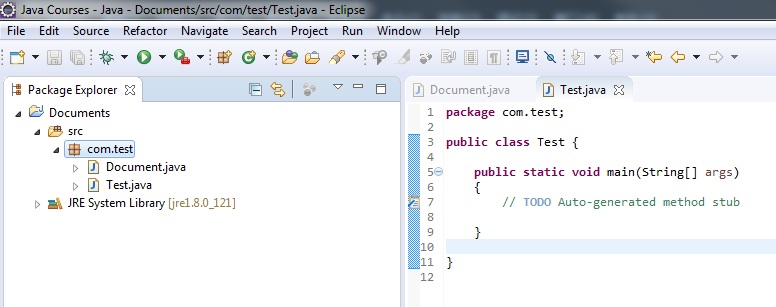 Java Courses - Java - Documents/src/com/test/Test.java - Eclipse
File Edit Source Refactor Navigate Search Project Run Window Help
Package Explorer
Documents
src
com.test
Document.java
Test.java
JRE System Library [jre1.8.0_121]
Document.java Test.java
1 package com.test;
2
3 public class Test {
4
5 public static void main(String[] args)
6 {
7 // TODO Auto-generated method stub
8
9 }
10
11 }
12